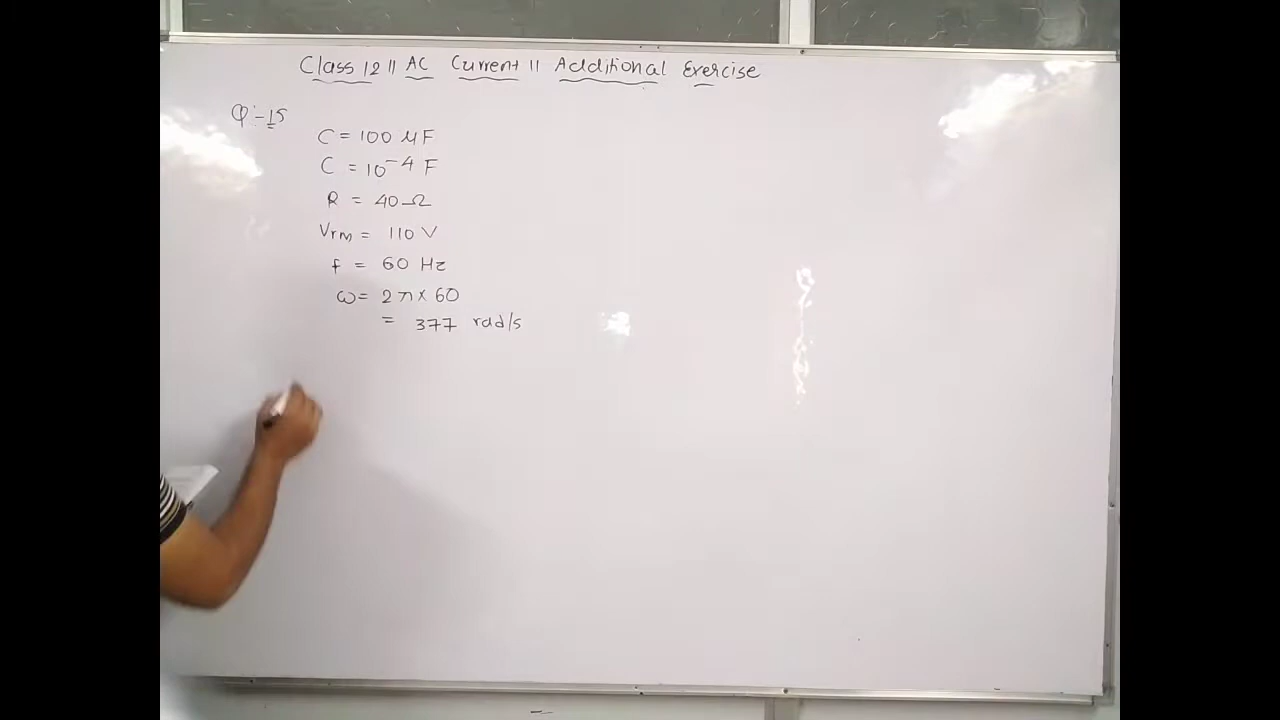 Class 12 || AC Current || Additional Exercise
Q:-15
C = 100 μF
C = 10⁻⁴ F
R = 40 Ω
Vrm = 110 V
f = 60 Hz
ω = 2π × 60
= 377 rad/s